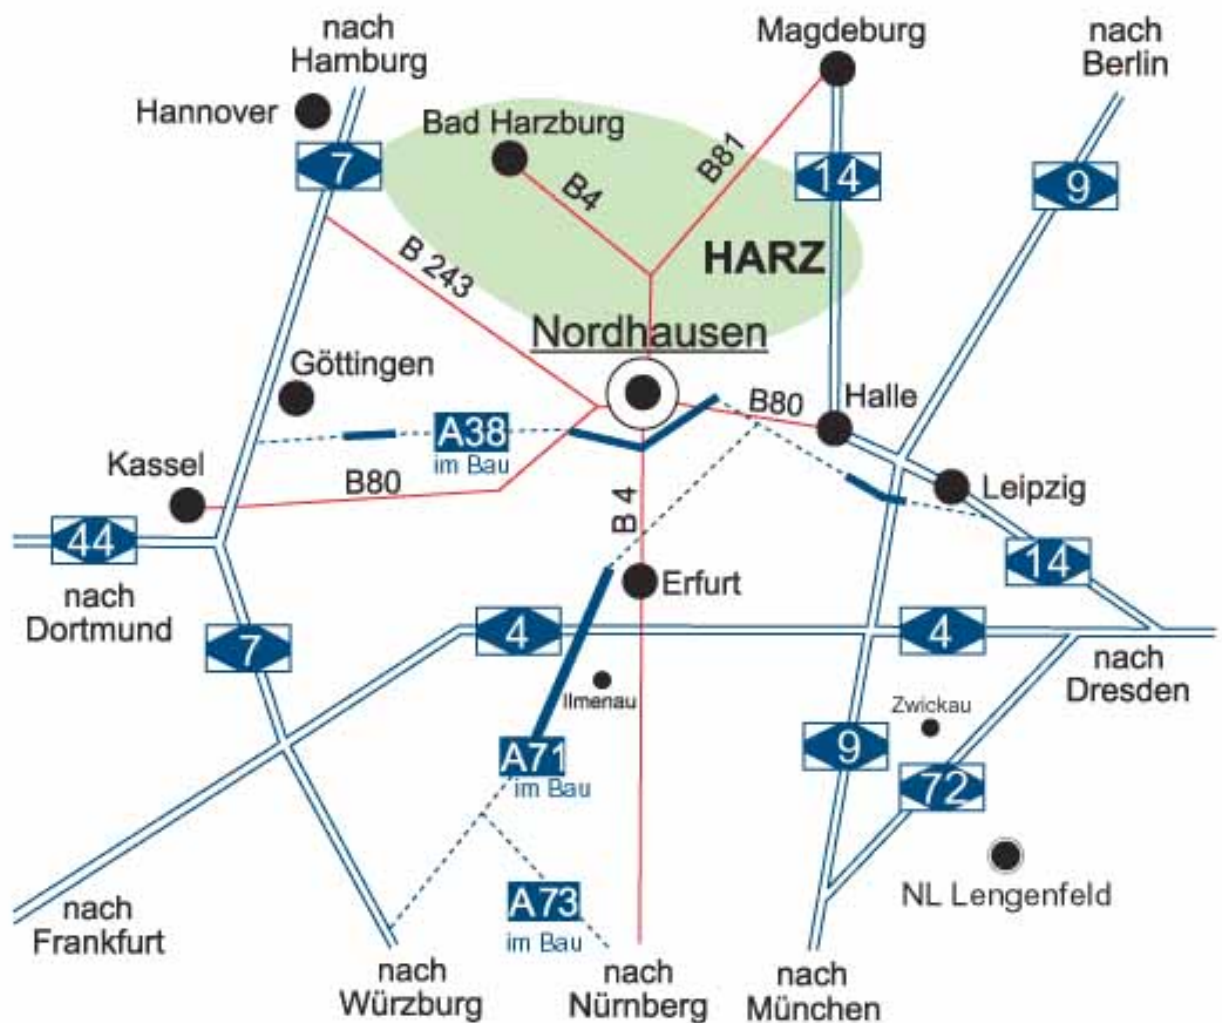 nach
Hamburg
Magdeburg
nach
Berlin
Hannover
Bad Harzburg
7
B4
B81
14
9
B 243
HARZ
Nordhausen
Göttingen
B80
Halle
A38
im Bau
Kassel
B80
Leipzig
B 4
44
14
nach
Dortmund
Erfurt
7
4
4
nach
Dresden
Ilmenau
Zwickau
A71
im Bau
9
72
NL Lengenfeld
nach
Frankfurt
A 73
im Bau
nach
Würzburg
nach
Nürnberg
nach
München